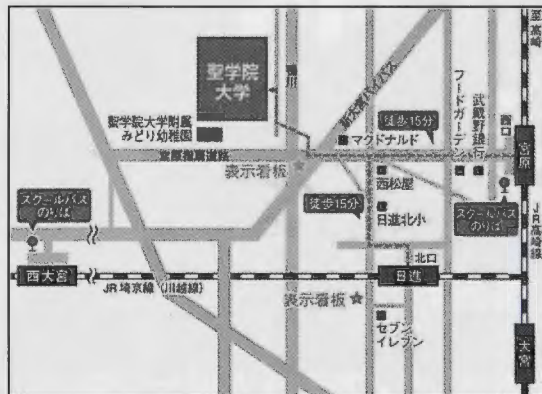 至高崎
聖学院
大学
川
新大宮バイパス
フードガーデン
武蔵野銀行
西口
宮原
徒歩15分
聖学院大学附属
みどり幼稚園
マクドナルド
表示看板
西松屋
スクールバス
のりば
徒歩15分
日進北小
スクールバス
のりば
JR高崎線
北口
西大宮
日進
JR埼京線（川越線）
表示看板
セブン
イレブン
大宮